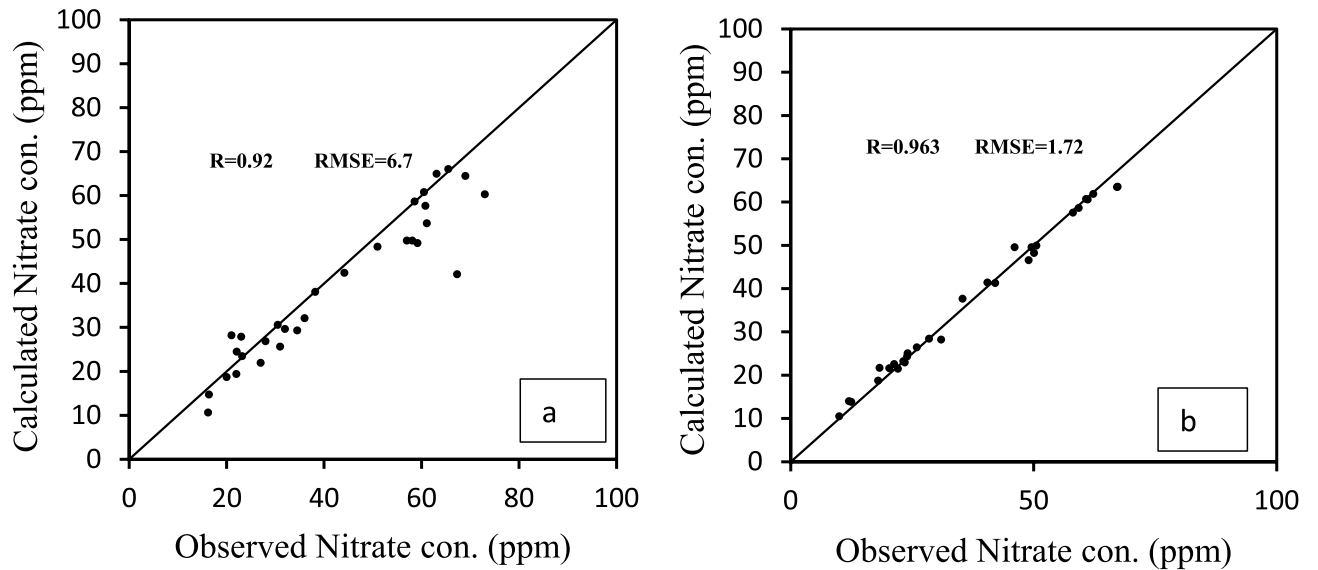 Calculated Nitrate con. (ppm)
100
90
80
70
60
50
40
30
20
10
0
R=0.92 RMSE=6.7
a
0 20 40 60 80 100
Observed Nitrate con. (ppm)
Calculated Nitrate con. (ppm)
100
90
80
70
60
50
40
30
20
10
0
R=0.963 RMSE=1.72
b
0 50 100
Observed Nitrate con. (ppm)